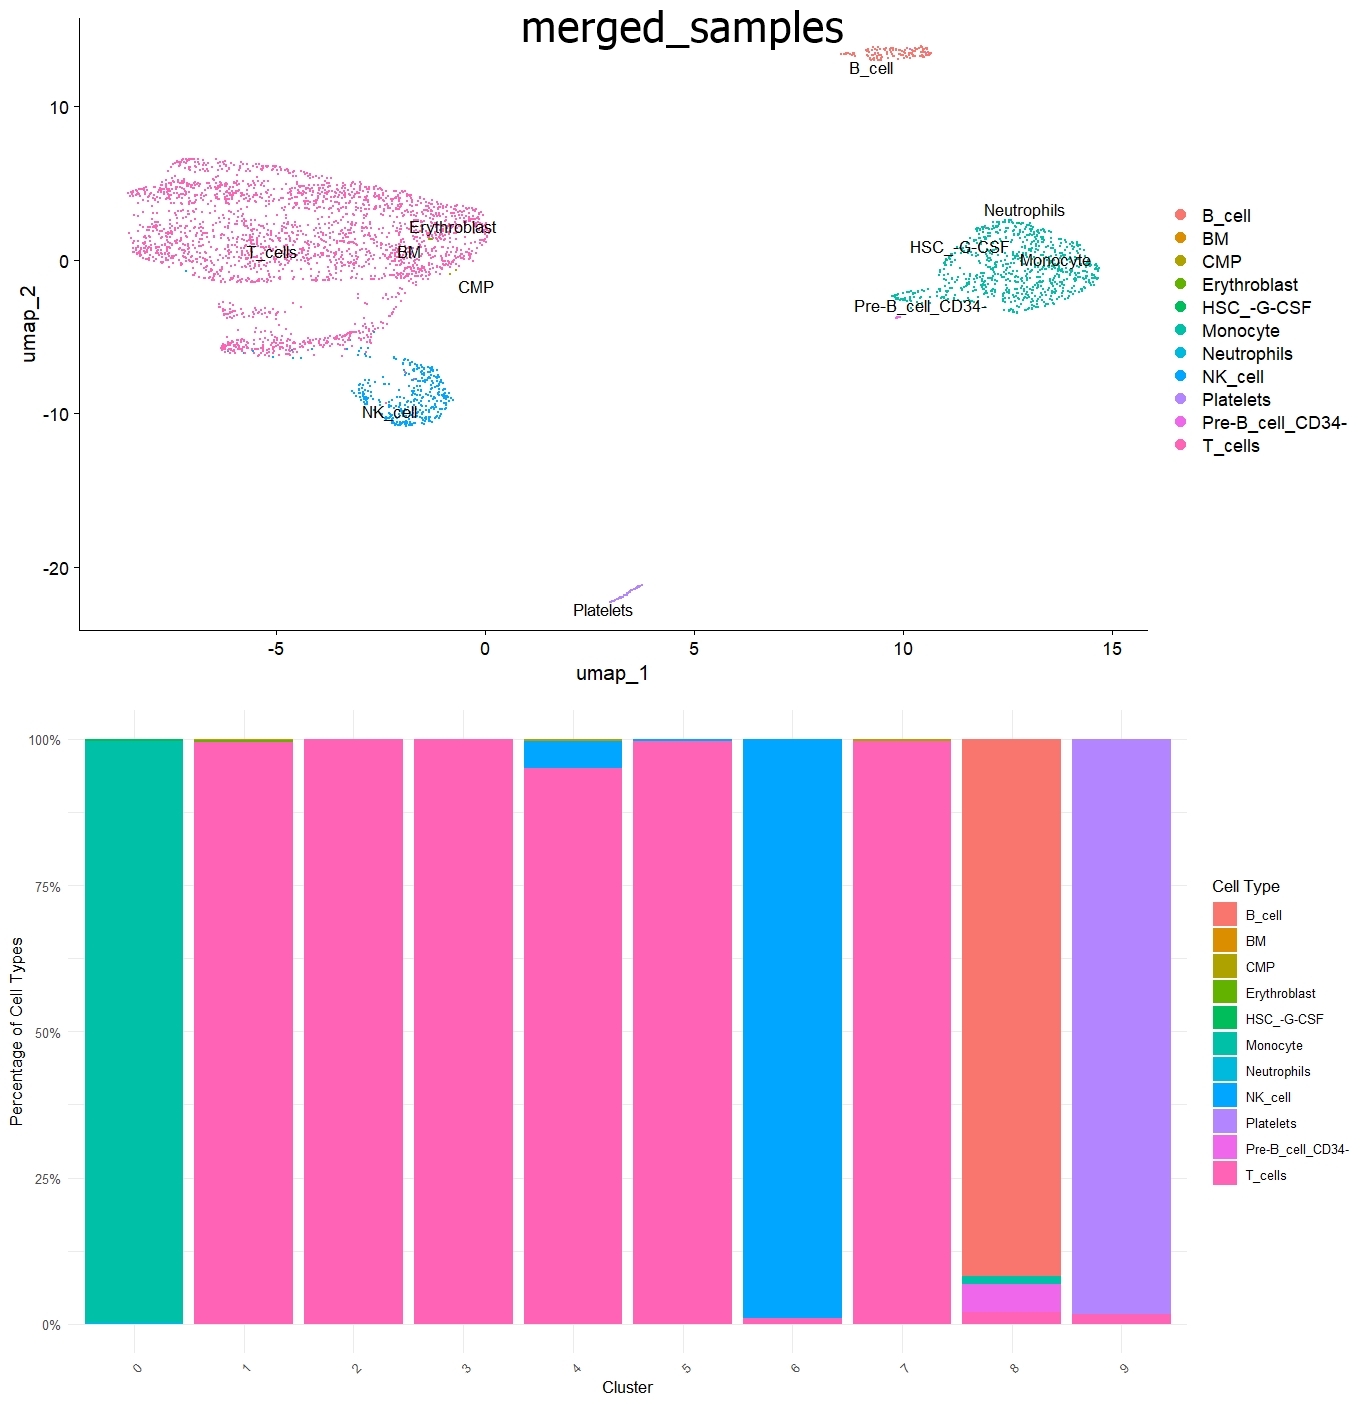 merged_samples
B_cell
10
Neutrophils
B_cell
Erythroblast
BM
HSC_-G-CSF
CMP
T_cells
BM
Monocyte
Erythroblast
0
CMP
Pre-B_cell_CD34-
HSC_-G-CSF
Monocyte
umap_2
Neutrophils
NK_cell
-10
NK_cell
Platelets
Pre-B_cell_CD34-
T_cells
-20
Platelets
-5
0
5
10
15
umap_1
100%
75%
50%
25%
0%
Percentage of Cell Types
Cell Type
B_cell
BM
CMP
Erythroblast
HSC_-G-CSF
Monocyte
Neutrophils
NK_cell
Platelets
Pre-B_cell_CD34-
T_cells
0
1
2
3
4
5
6
7
8
9
Cluster